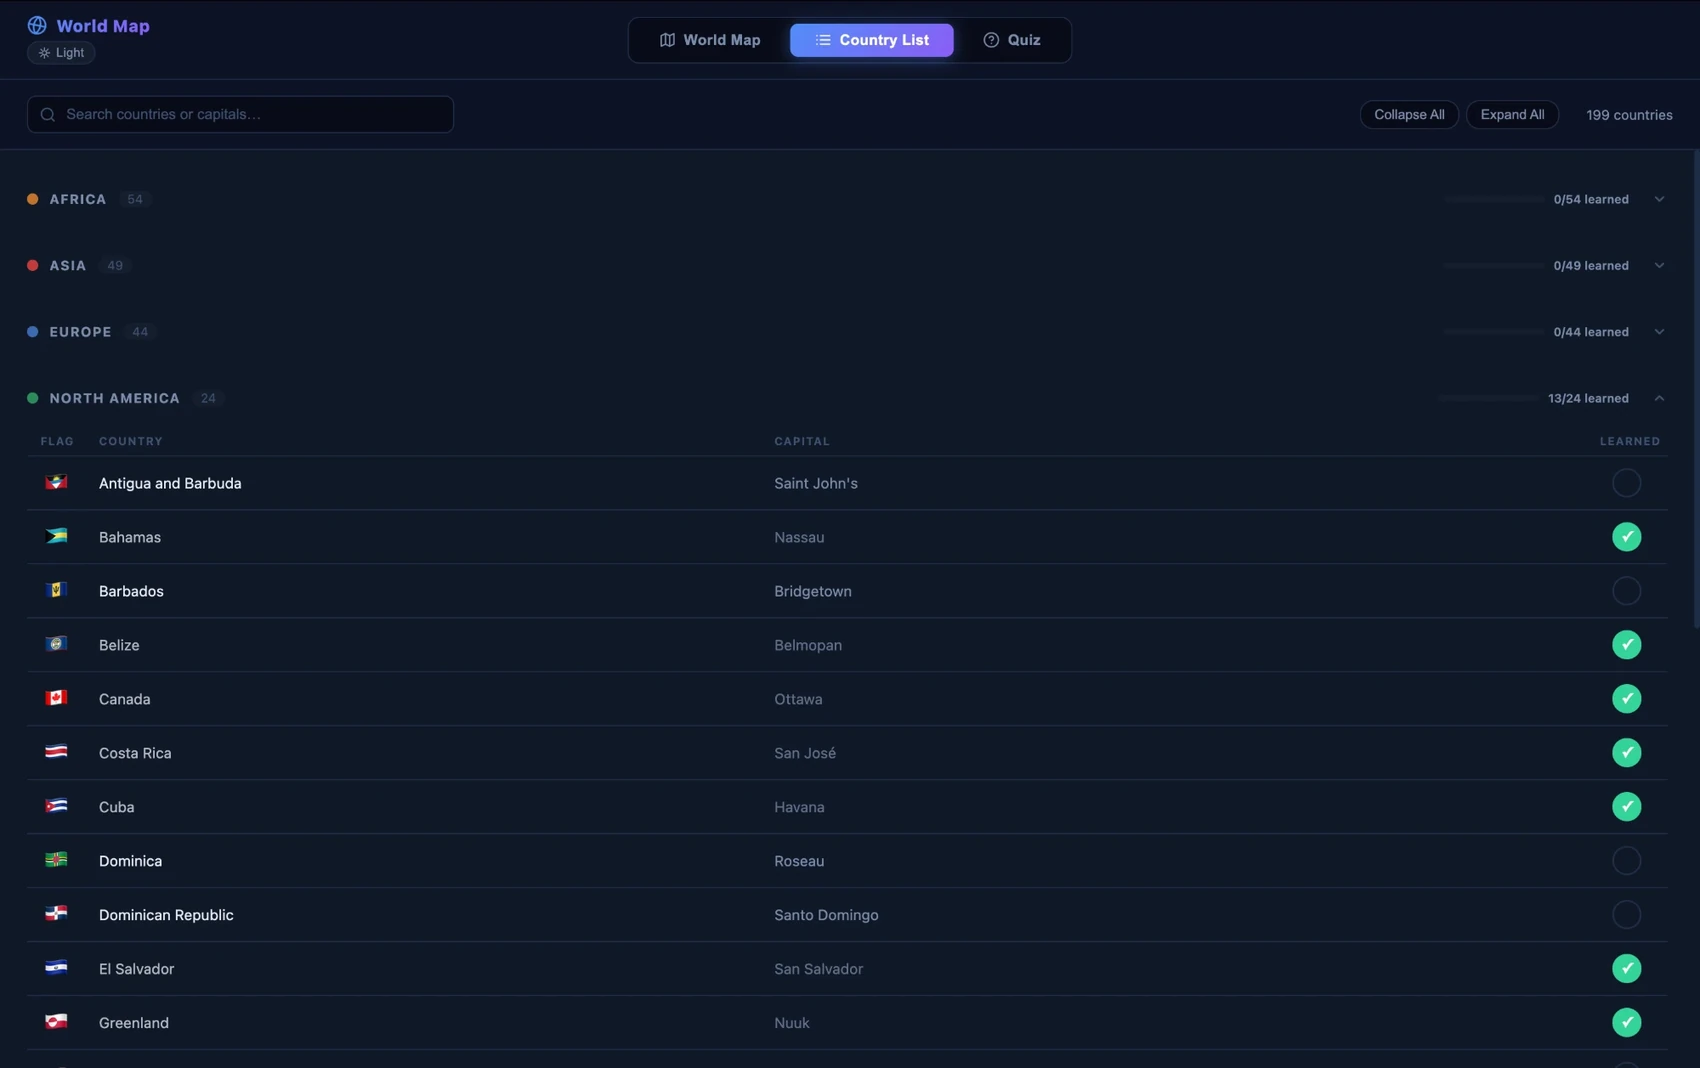 World Map
Light
World Map
Country List
Quiz
Search countries or capitals…
Collapse All
Expand All
199 countries
AFRICA 54 0/54 learned
ASIA 49 0/49 learned
EUROPE 44 0/44 learned
NORTH AMERICA 24 13/24 learned
FLAG COUNTRY CAPITAL LEARNED
Antigua and Barbuda Saint John's
Bahamas Nassau
Barbados Bridgetown
Belize Belmopan
Canada Ottawa
Costa Rica San José
Cuba Havana
Dominica Roseau
Dominican Republic Santo Domingo
El Salvador San Salvador
Greenland Nuuk